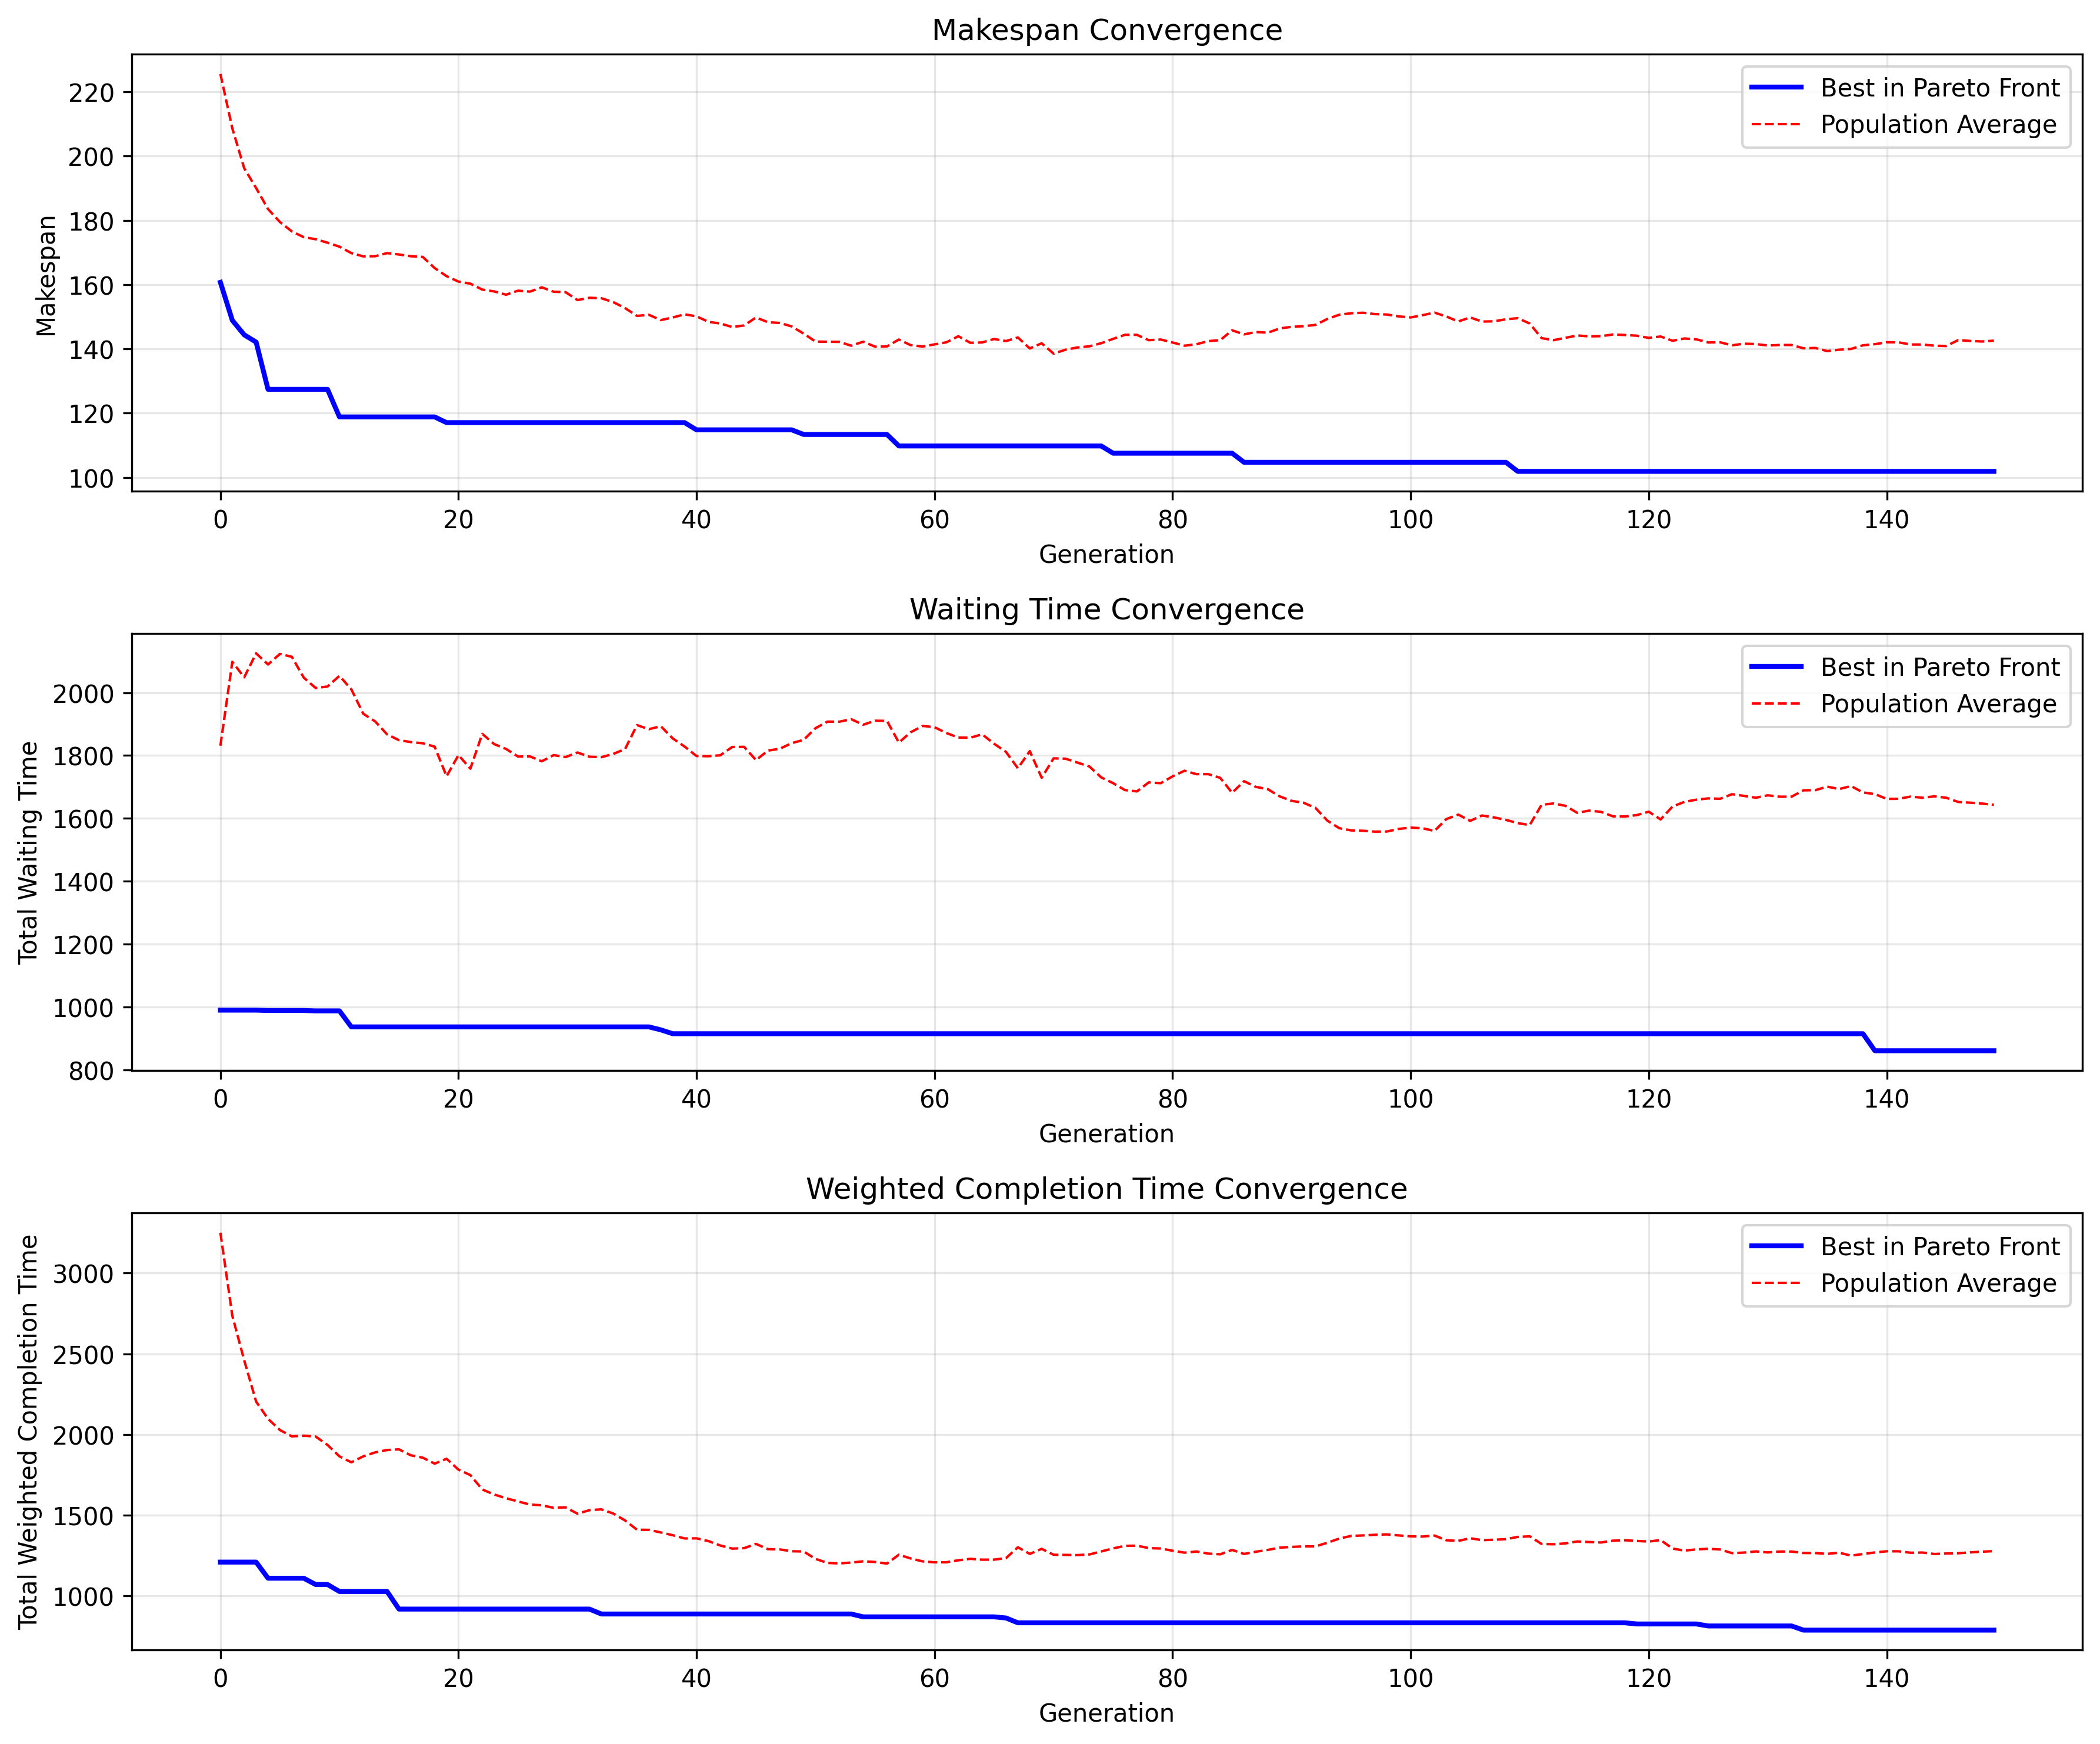 Makespan Convergence
Best in Pareto Front
Population Average
Makespan
220
200
180
160
140
120
100
0 20 40 60 80 100 120 140
Generation
Waiting Time Convergence
Best in Pareto Front
Population Average
Total Waiting Time
2000
1800
1600
1400
1200
1000
800
0 20 40 60 80 100 120 140
Generation
Weighted Completion Time Convergence
Best in Pareto Front
Population Average
Total Weighted Completion Time
3000
2500
2000
1500
1000
0 20 40 60 80 100 120 140
Generation